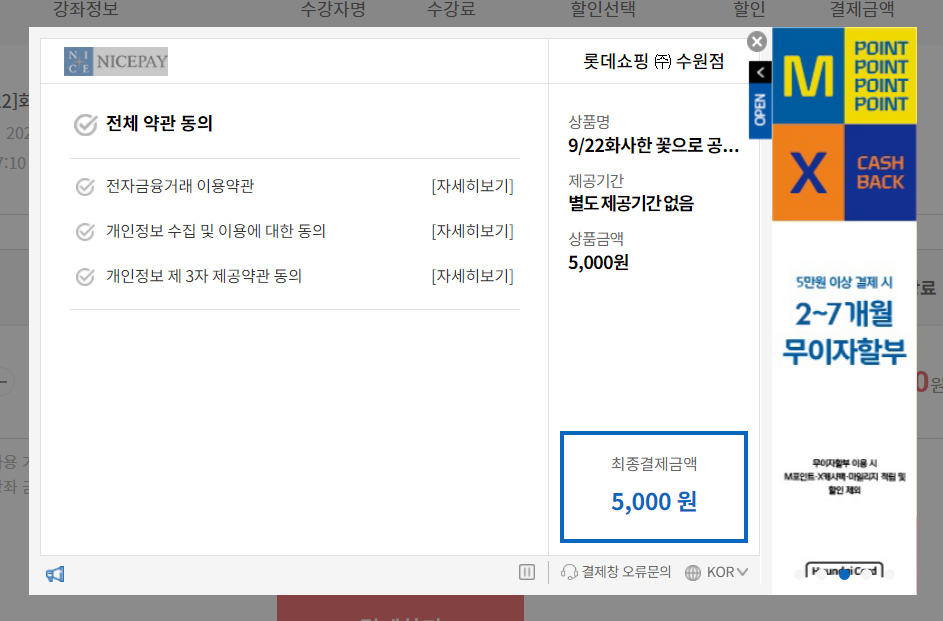 강좌정보 수강자명 수강료 할인선택 할인 결제금액
NICE NICEPAY
롯데쇼핑 ㈜ 수원점
전체 약관 동의
전자금융거래 이용약관 [자세히보기]
개인정보 수집 및 이용에 대한 동의 [자세히보기]
개인정보 제 3자 제공약관 동의 [자세히보기]
상품명
9/22화사한 꽃으로 공...
제공기간
별도 제공기간 없음
상품금액
5,000원
최종결제금액
5,000 원
결제창 오류문의 KOR
OPEN
M POINT
POINT
POINT
POINT
X CASH
BACK
5만원 이상 결제 시
2~7개월
무이자할부
무이자할부 이용 시
M포인트·X캐시백·마일리지 적립 및
할인 제외
Hyundai Card
7:10
202
0원